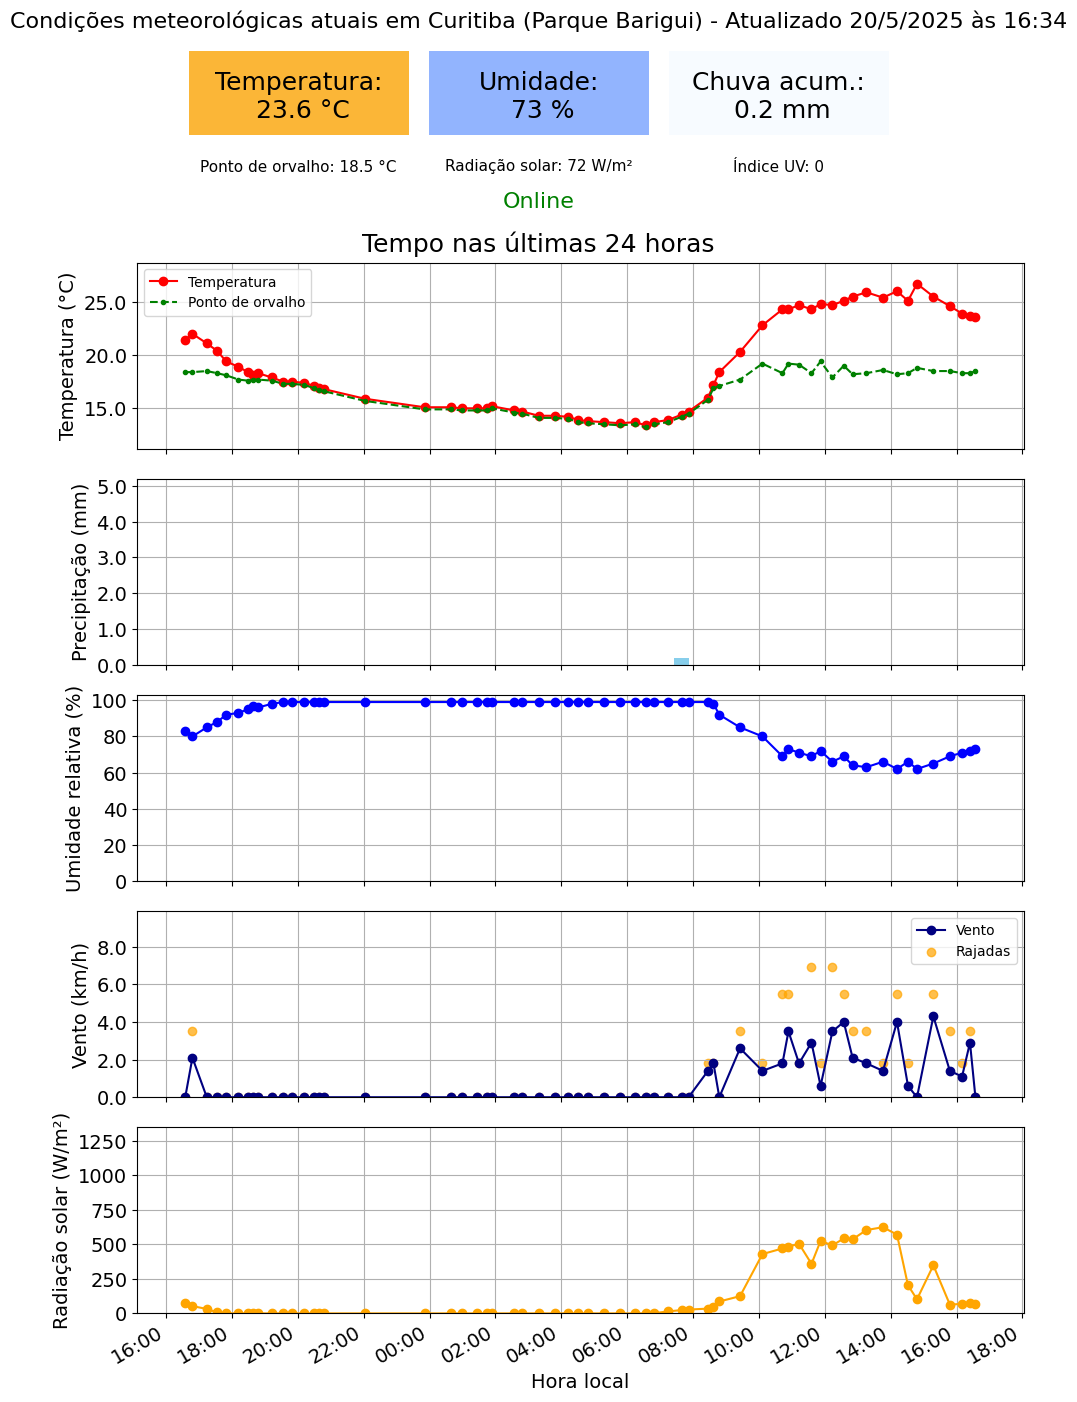 Condições meteorológicas atuais em Curitiba (Parque Barigui) - Atualizado 20/5/2025 às 16:34
Temperatura:
23.6 °C
Umidade:
73 %
Chuva acum.:
0.2 mm
Ponto de orvalho: 18.5 °C
Radiação solar: 72 W/m²
Índice UV: 0
Online
Tempo nas últimas 24 horas
Temperatura (°C)
25.0
20.0
15.0
Temperatura
Ponto de orvalho
Precipitação (mm)
5.0
4.0
3.0
2.0
1.0
0.0
Umidade relativa (%)
100
80
60
40
20
0
Vento (km/h)
8.0
6.0
4.0
2.0
0.0
Vento
Rajadas
Radiação solar (W/m²)
1250
1000
750
500
250
0
16:00
18:00
20:00
22:00
00:00
02:00
04:00
06:00
08:00
10:00
12:00
14:00
16:00
18:00
Hora local